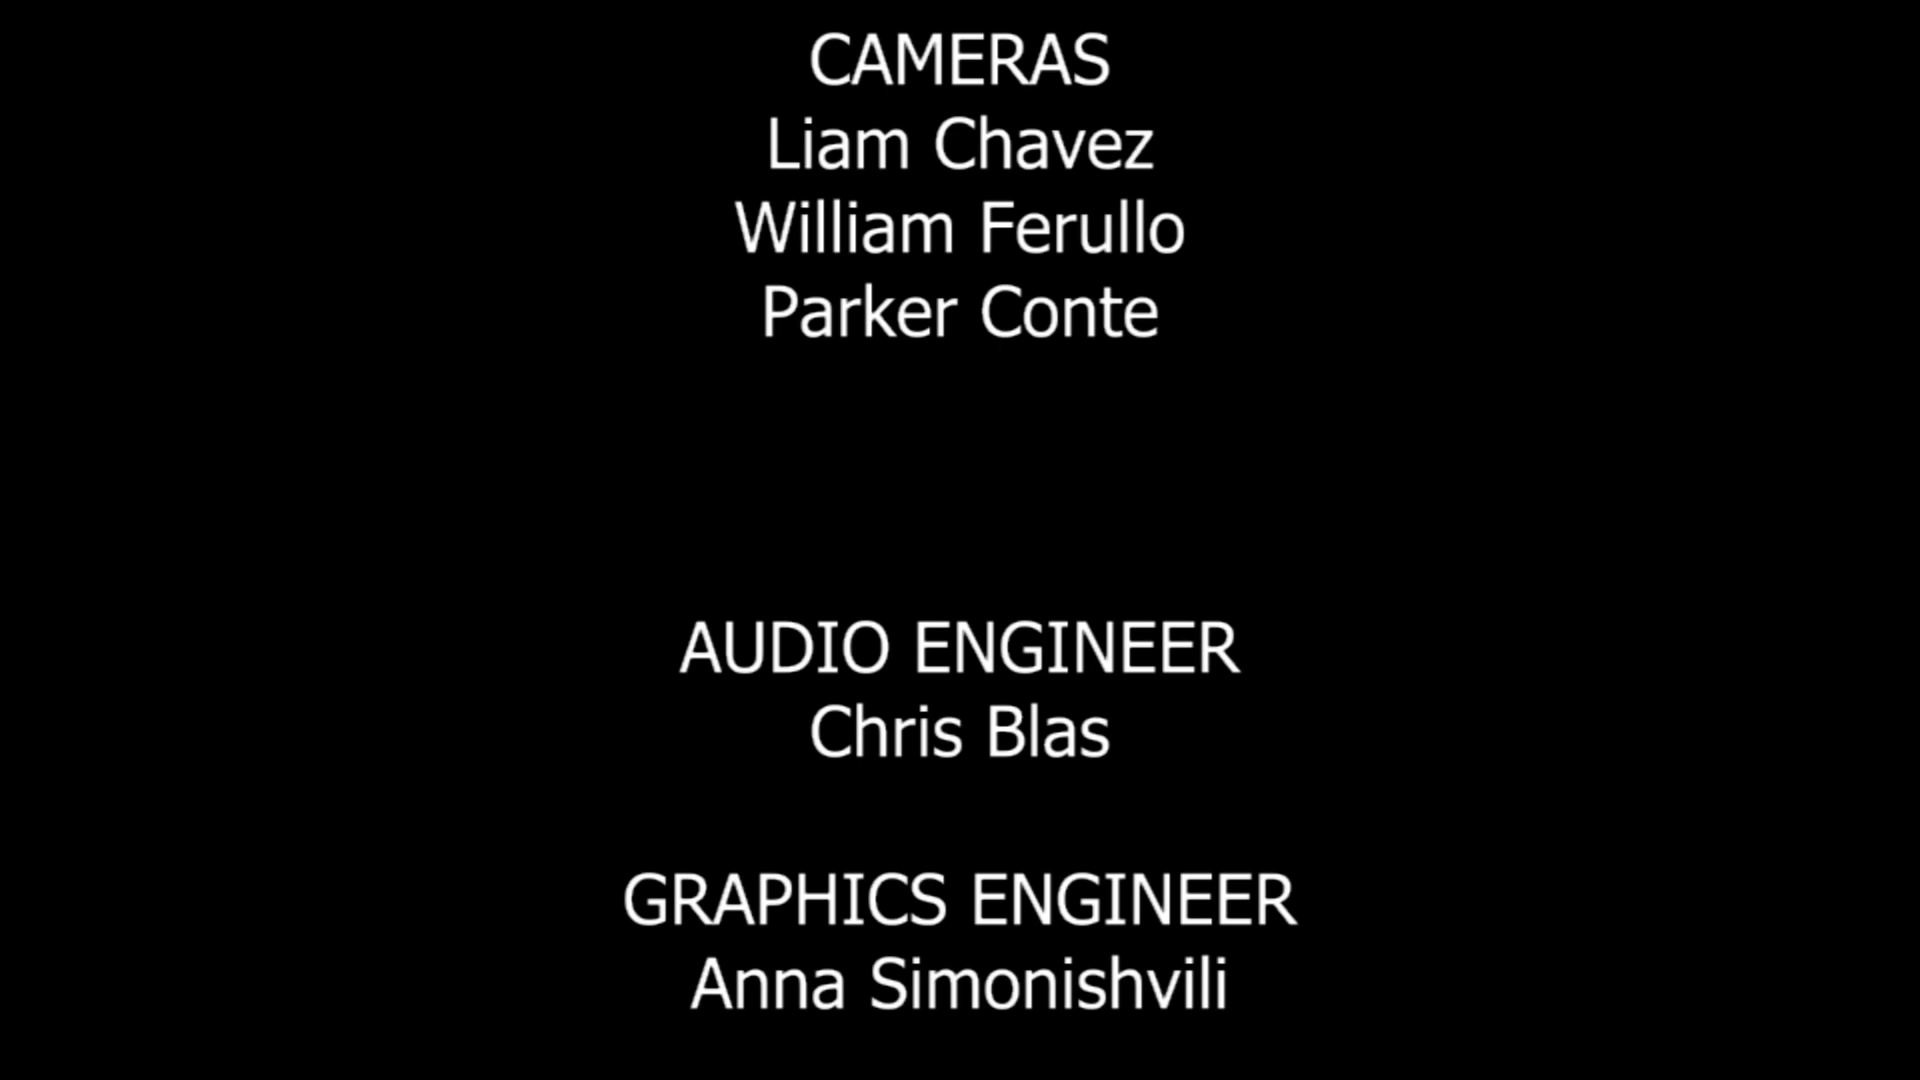 CAMERAS
Liam Chavez
William Ferullo
Parker Conte
AUDIO ENGINEER
Chris Blas
GRAPHICS ENGINEER
Anna Simonishvili